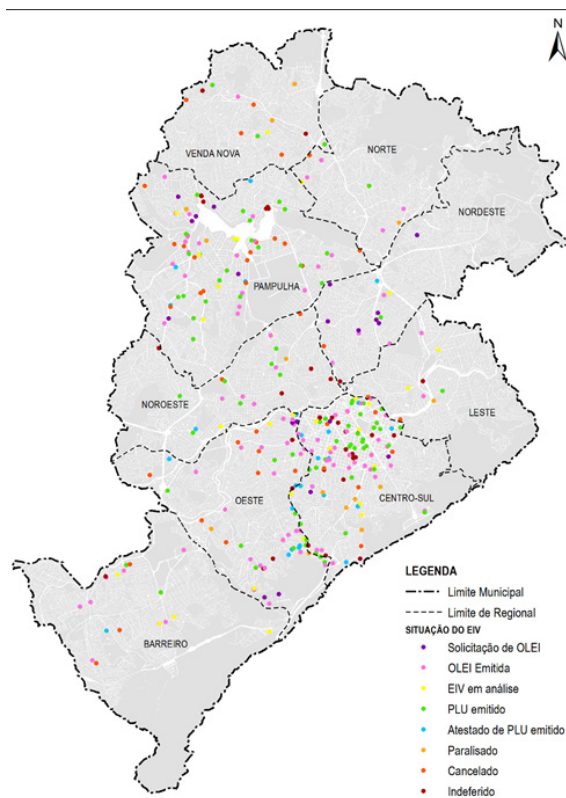 N
VENDA NOVA
NORTE
NORDESTE
PAMPULHA
NOROESTE
LESTE
OESTE
CENTRO-SUL
BARREIRO
LEGENDA
Limite Municipal
Limite de Regional
SITUAÇÃO DO EIV
Solicitação de OLEI
OLEI Emitida
EIV em análise
PLU emitido
Atestado de PLU emitido
Paralisado
Cancelado
Indeferido